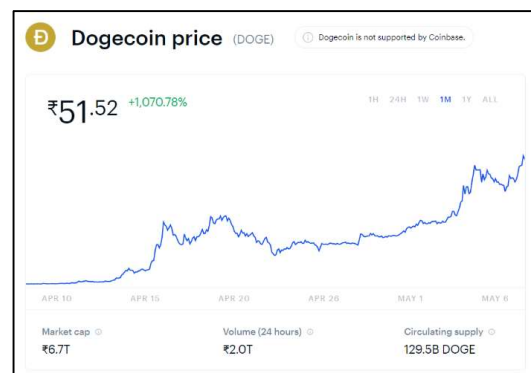 Dogecoin price (DOGE) Dogecoin is not supported by Coinbase.
₹51.52 +1,070.78% 1H 24H 1W 1M 1Y ALL
APR 10 APR 15 APR 20 APR 26 MAY 1 MAY 6
Market cap Volume (24 hours) Circulating supply
₹6.7T ₹2.0T 129.5B DOGE